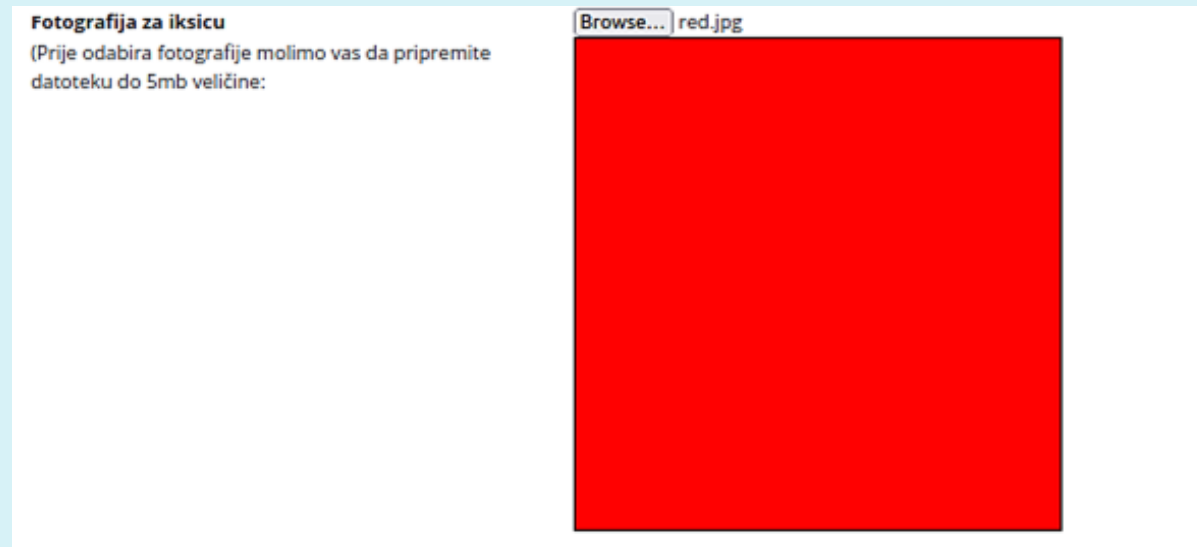 Fotografija za iksicu
(Prije odabira fotografije molimo vas da pripremite
datoteku do 5mb veličine:
Browse... red.jpg